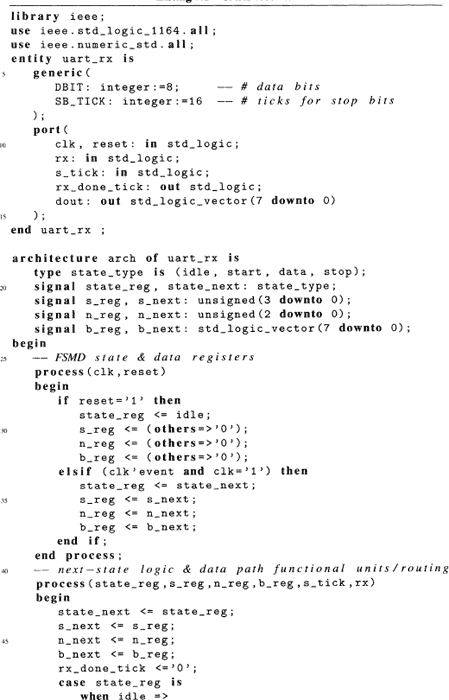 library ieee;
use ieee.std_logic_1164.all;
use ieee.numeric_std.all;
entity uart_rx is
5 generic(
DBIT: integer:=8; -- # data bits
SB_TICK: integer:=16 -- # ticks for stop bits
);
port(
10 clk, reset: in std_logic;
rx: in std_logic;
s_tick: in std_logic;
rx_done_tick: out std_logic;
dout: out std_logic_vector(7 downto 0)
15 );
end uart_rx ;
architecture arch of uart_rx is
type state_type is (idle, start, data, stop);
20 signal state_reg, state_next: state_type;
signal s_reg, s_next: unsigned(3 downto 0);
signal n_reg, n_next: unsigned(2 downto 0);
signal b_reg, b_next: std_logic_vector(7 downto 0);
begin
25 -- FSMD state & data registers
process(clk,reset)
begin
if reset='1' then
state_reg <= idle;
30 s_reg <= (others=>'0');
n_reg <= (others=>'0');
b_reg <= (others=>'0');
elsif (clk'event and clk='1') then
state_reg <= state_next;
35 s_reg <= s_next;
n_reg <= n_next;
b_reg <= b_next;
end if;
end process;
40 -- next-state logic & data path functional units/routing
process(state_reg,s_reg,n_reg,b_reg,s_tick,rx)
begin
state_next <= state_reg;
s_next <= s_reg;
45 n_next <= n_reg;
b_next <= b_reg;
rx_done_tick <='0';
case state_reg is
when idle =>